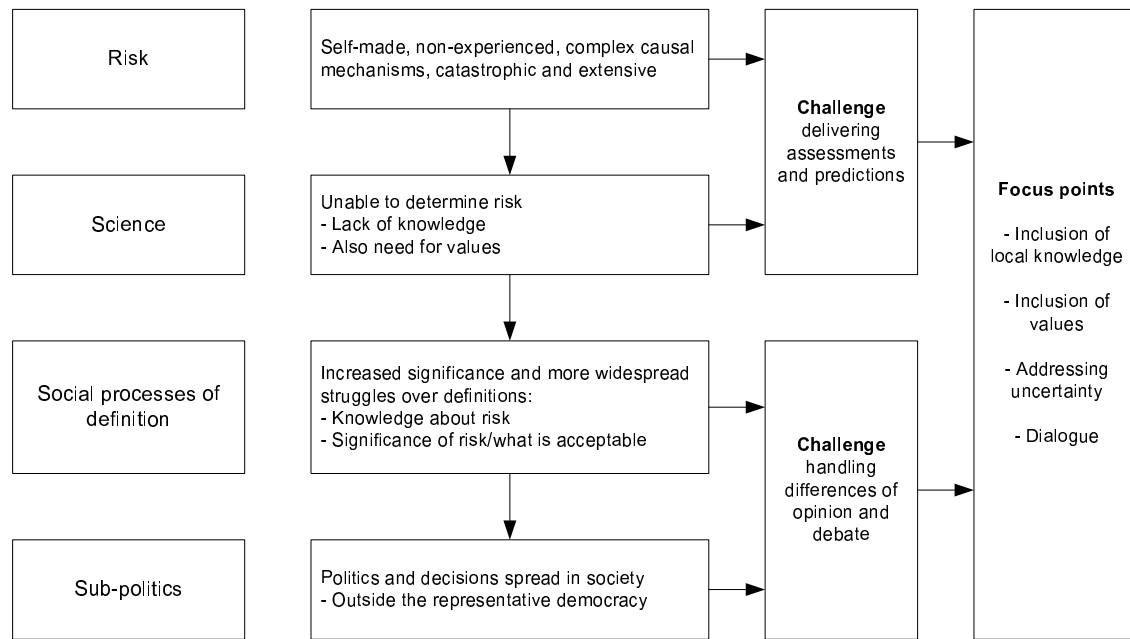 Risk
Self-made, non-experienced, complex causal
mechanisms, catastrophic and extensive
Challenge
delivering
assessments
and predictions
Science
Unable to determine risk
- Lack of knowledge
- Also need for values
Social processes of
definition
Increased significance and more widespread
struggles over definitions:
- Knowledge about risk
- Significance of risk/what is acceptable
Challenge
handling
differences of
opinion and
debate
Sub-politics
Politics and decisions spread in society
- Outside the representative democracy
Focus points
- Inclusion of
local knowledge
- Inclusion of
values
- Addressing
uncertainty
- Dialogue